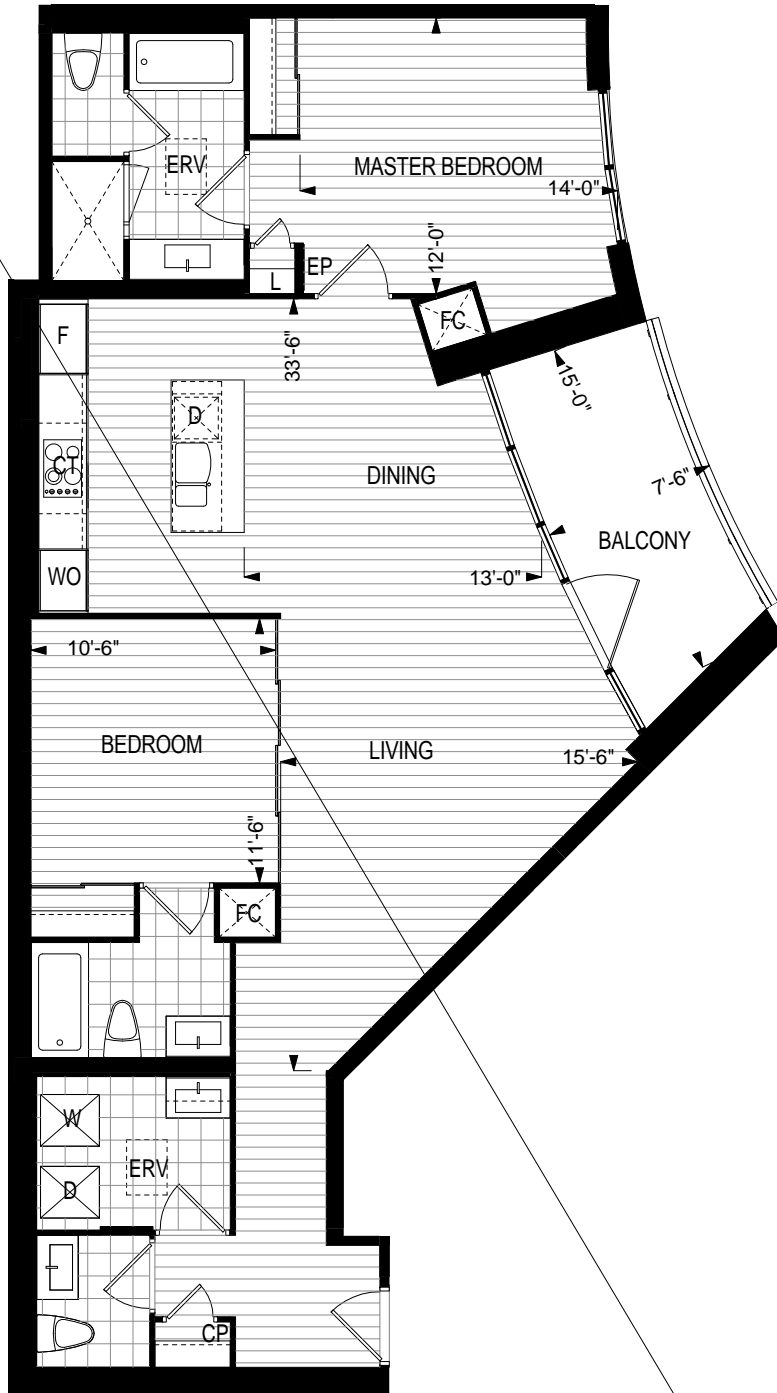 ERV
MASTER BEDROOM
14'-0"
12'-0"
EP
L
FC
F
33'-6"
15'-0"
D
CT
DINING
7'-6"
BALCONY
WO
13'-0"
10'-6"
BEDROOM
LIVING
15'-6"
11'-6"
FC
W
ERV
D
CP